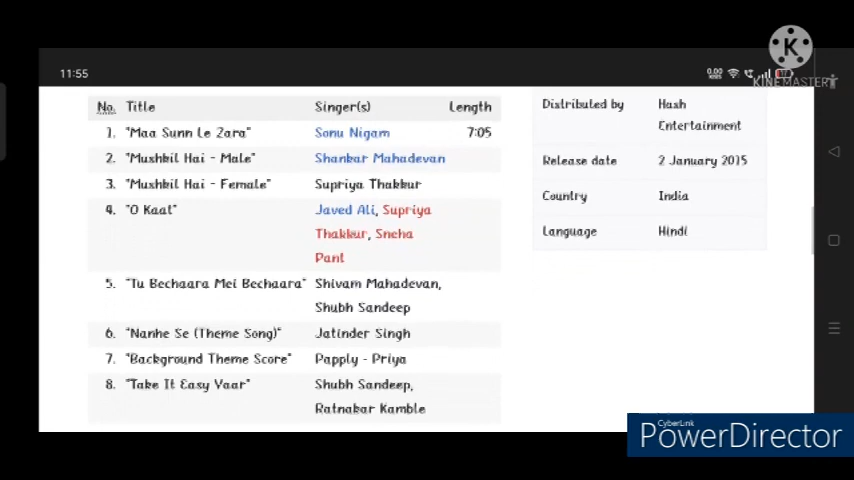 11:55
KINEMASTER
No. Title Singer(s) Length
1. "Maa Sunn Le Zara" Sonu Nigam 7:05
2. "Mushkil Hai - Male" Shankar Mahadevan
3. "Mushkil Hai - Female" Supriya Thakkur
4. "O Kaat" Javed Ali, Supriya
Thakkur, Sneha
Pant
5. "Tu Bechaara Mei Bechaara" Shivam Mahadevan,
Shubh Sandeep
6. "Nanhe Se (Theme Song)" Jatinder Singh
7. "Background Theme Score" Papply - Priya
8. "Take It Easy Yaar" Shubh Sandeep,
Ratnakar Kamble
Distributed by Hash
Entertainment
Release date 2 January 2015
Country India
Language Hindi
CyberLink
PowerDirector